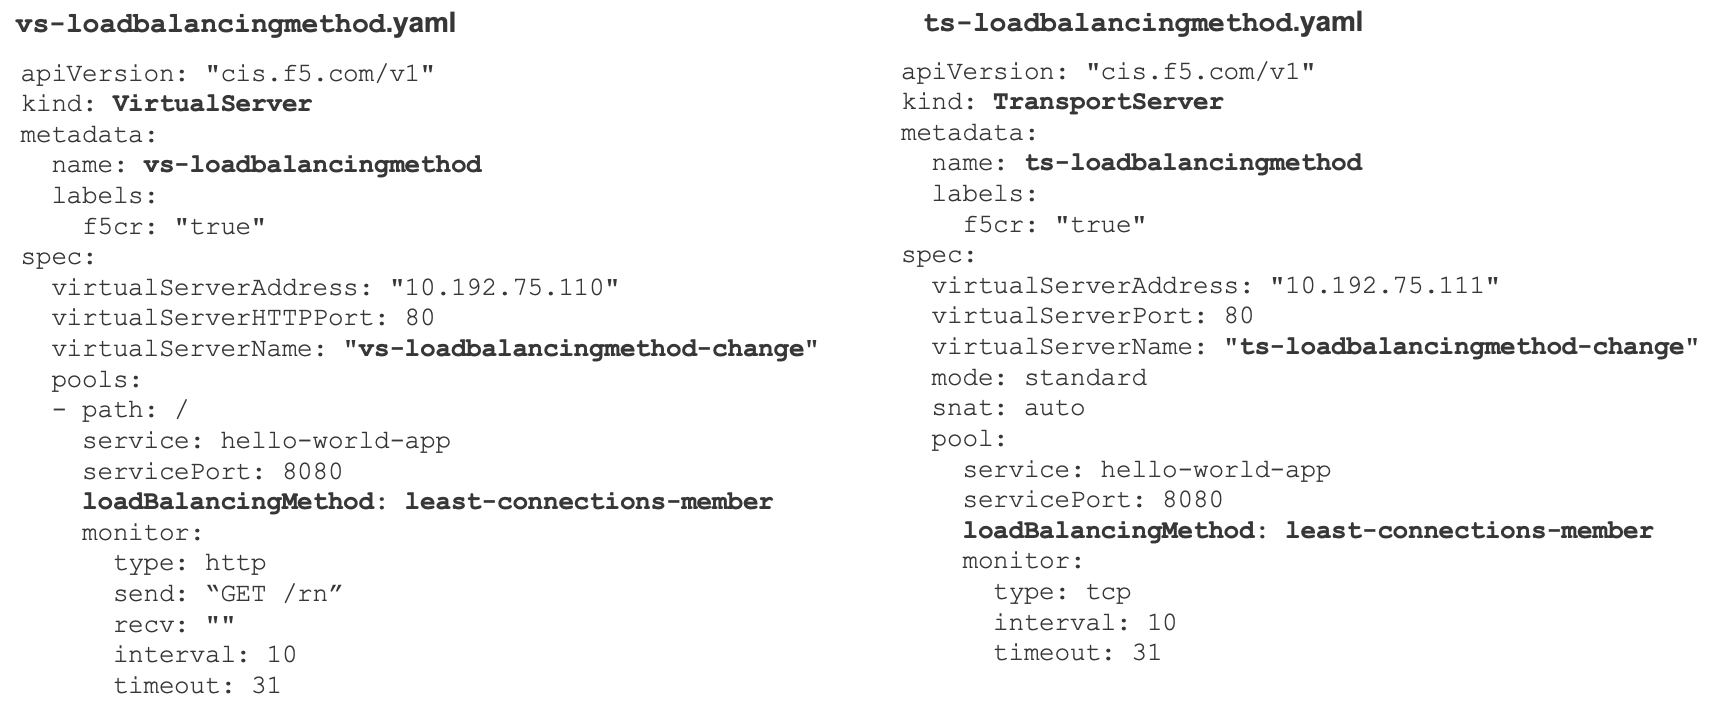 vs-loadbalancingmethod.yaml
apiVersion: "cis.f5.com/v1"
kind: VirtualServer
metadata:
  name: vs-loadbalancingmethod
  labels:
    f5cr: "true"
spec:
  virtualServerAddress: "10.192.75.110"
  virtualServerHTTPPort: 80
  virtualServerName: "vs-loadbalancingmethod-change"
  pools:
  - path: /
    service: hello-world-app
    servicePort: 8080
    loadBalancingMethod: least-connections-member
    monitor:
      type: http
      send: “GET /rn”
      recv: ""
      interval: 10
      timeout: 31
ts-loadbalancingmethod.yaml
apiVersion: "cis.f5.com/v1"
kind: TransportServer
metadata:
  name: ts-loadbalancingmethod
  labels:
    f5cr: "true"
spec:
  virtualServerAddress: "10.192.75.111"
  virtualServerPort: 80
  virtualServerName: "ts-loadbalancingmethod-change"
  mode: standard
  snat: auto
  pool:
    service: hello-world-app
    servicePort: 8080
    loadBalancingMethod: least-connections-member
    monitor:
      type: tcp
      interval: 10
      timeout: 31